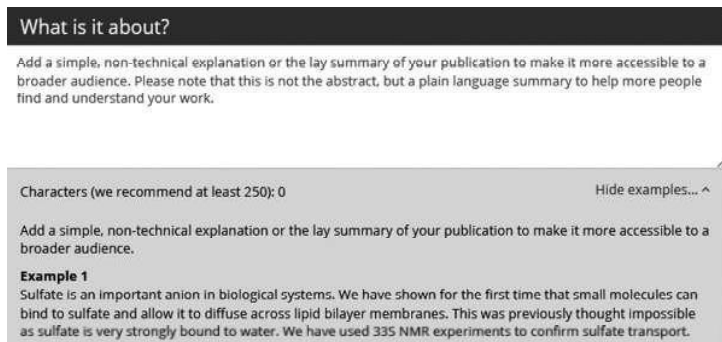 What is it about?
Add a simple, non-technical explanation or the lay summary of your publication to make it more accessible to a
broader audience. Please note that this is not the abstract, but a plain language summary to help more people
find and understand your work.
Characters (we recommend at least 250): 0
Hide examples... ^
Add a simple, non-technical explanation or the lay summary of your publication to make it more accessible to a
broader audience.
Example 1
Sulfate is an important anion in biological systems. We have shown for the first time that small molecules can
bind to sulfate and allow it to diffuse across lipid bilayer membranes. This was previously thought impossible
as sulfate is very strongly bound to water. We have used 33S NMR experiments to confirm sulfate transport.